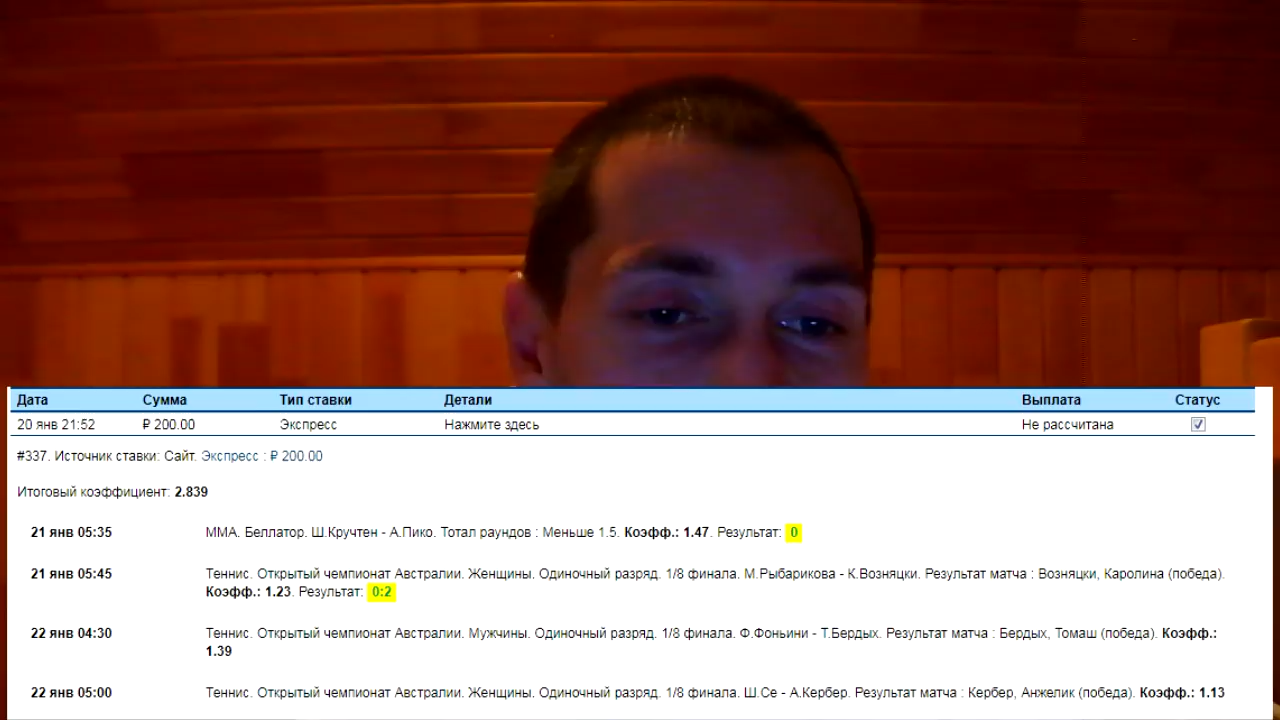 Дата Сумма Тип ставки Детали Выплата Статус
20 янв 21:52 ₽ 200.00 Экспресс Нажмите здесь Не рассчитана
#337. Источник ставки: Сайт. Экспресс : ₽ 200.00
Итоговый коэффициент: 2.839
21 янв 05:35 ММА. Беллатор. Ш.Кручтен - А.Пико. Тотал раундов : Меньше 1.5. Коэфф.: 1.47. Результат: 0
21 янв 05:45 Теннис. Открытый чемпионат Австралии. Женщины. Одиночный разряд. 1/8 финала. М.Рыбарикова - К.Возняцки. Результат матча : Возняцки, Каролина (победа).
Коэфф.: 1.23. Результат: 0:2
22 янв 04:30 Теннис. Открытый чемпионат Австралии. Мужчины. Одиночный разряд. 1/8 финала. Ф.Фоньини - Т.Бердых. Результат матча : Бердых, Томаш (победа). Коэфф.:
1.39
22 янв 05:00 Теннис. Открытый чемпионат Австралии. Женщины. Одиночный разряд. 1/8 финала. Ш.Се - А.Кербер. Результат матча : Кербер, Анжелик (победа). Коэфф.: 1.13